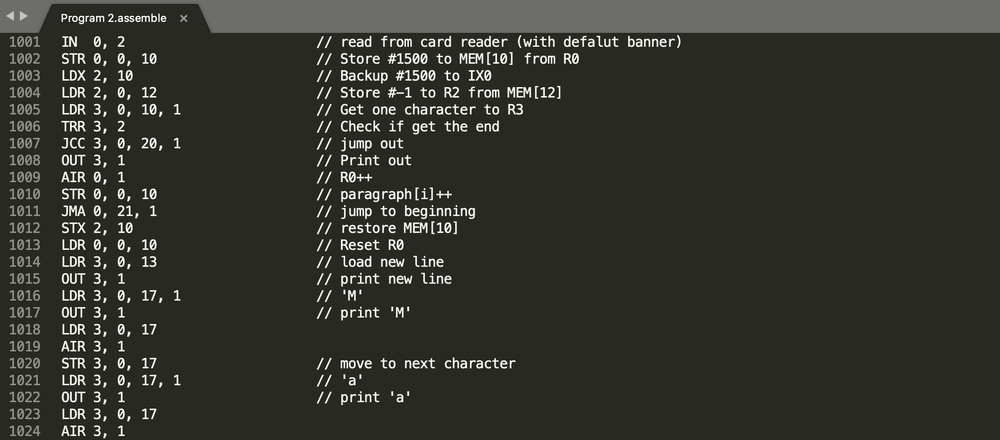 Program 2.assemble ×
1001 IN  0, 2 // read from card reader (with defalut banner)
1002 STR 0, 0, 10 // Store #1500 to MEM[10] from R0
1003 LDX 2, 10 // Backup #1500 to IX0
1004 LDR 2, 0, 12 // Store #-1 to R2 from MEM[12]
1005 LDR 3, 0, 10, 1 // Get one character to R3
1006 TRR 3, 2 // Check if get the end
1007 JCC 3, 0, 20, 1 // jump out
1008 OUT 3, 1 // Print out
1009 AIR 0, 1 // R0++
1010 STR 0, 0, 10 // paragraph[i]++
1011 JMA 0, 21, 1 // jump to beginning
1012 STX 2, 10 // restore MEM[10]
1013 LDR 0, 0, 10 // Reset R0
1014 LDR 3, 0, 13 // load new line
1015 OUT 3, 1 // print new line
1016 LDR 3, 0, 17, 1 // 'M'
1017 OUT 3, 1 // print 'M'
1018 LDR 3, 0, 17
1019 AIR 3, 1
1020 STR 3, 0, 17 // move to next character
1021 LDR 3, 0, 17, 1 // 'a'
1022 OUT 3, 1 // print 'a'
1023 LDR 3, 0, 17
1024 AIR 3, 1